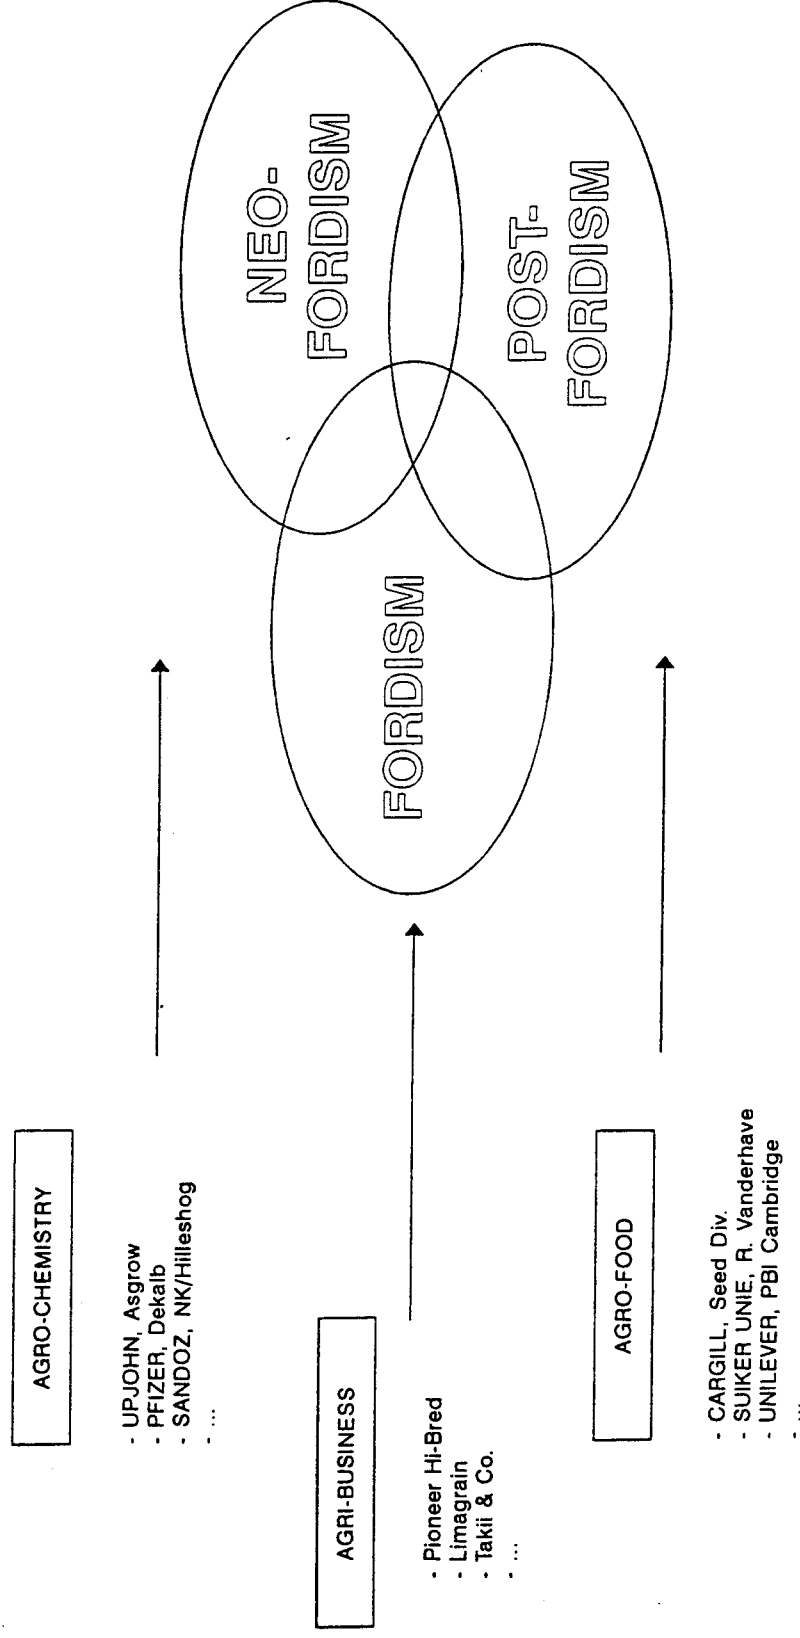 AGRO-CHEMISTRY
- UPJOHN, Asgrow
- PFIZER, Dekalb
- SANDOZ, NK/Hilleshog
- ...
AGRI-BUSINESS
- Pioneer Hi-Bred
- Limagrain
- Takii & Co.
- ...
AGRO-FOOD
- CARGILL, Seed Div.
- SUIKER UNIE, R. Vanderhave
- UNILEVER, PBI Cambridge
- ...
FORDISM
NEO-
FORDISM
POST-
FORDISM